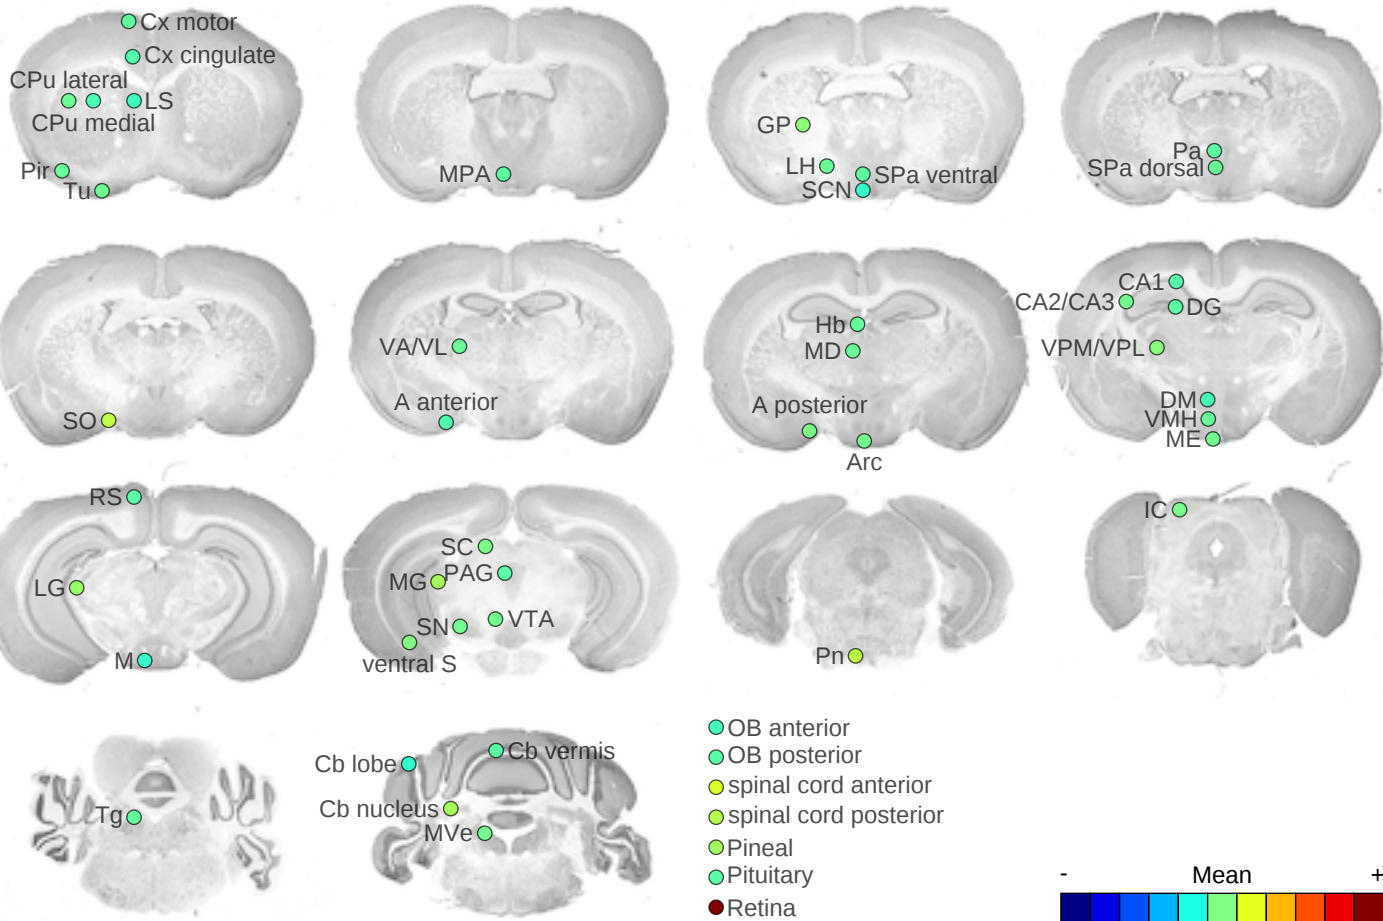 Cx motor
Cx cingulate
CPu lateral
LS
CPu medial
Pir
Tu
MPA
GP
LH
SPa ventral
SCN
Pa
SPa dorsal
SO
VA/VL
A anterior
Hb
MD
A posterior
Arc
CA1
CA2/CA3
DG
VPM/VPL
DM
VMH
ME
RS
LG
M
SC
PAG
MG
VTA
SN
ventral S
Pn
IC
Tg
Cb vermis
Cb lobe
Cb nucleus
MVe
OB anterior
OB posterior
spinal cord anterior
spinal cord posterior
Pineal
Pituitary
Retina
- Mean +